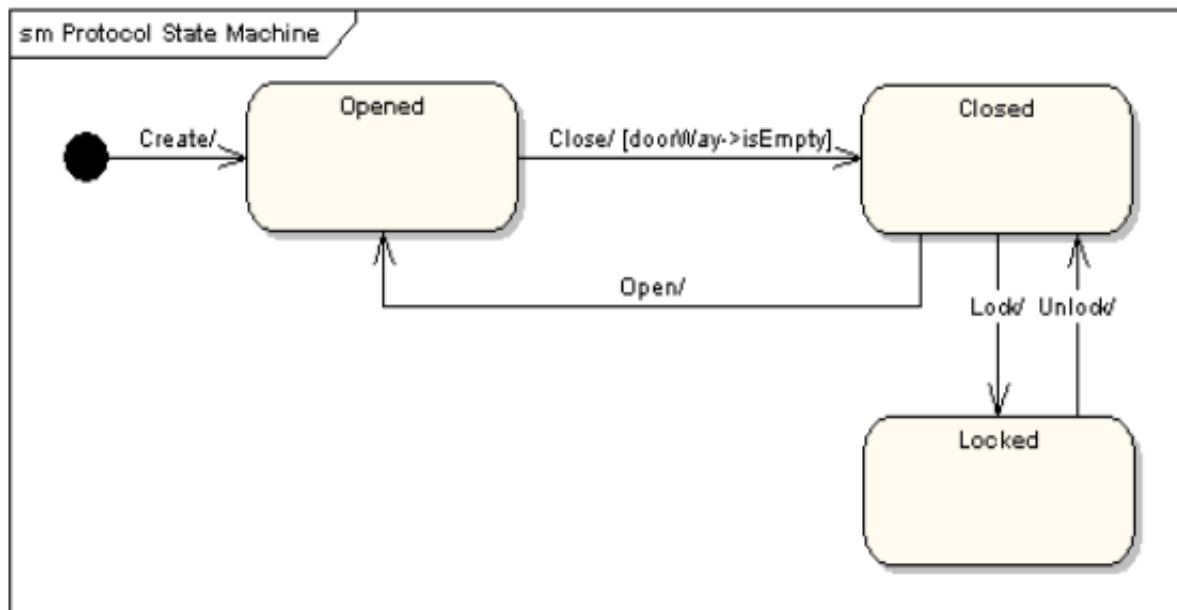 sm Protocol State Machine
Opened
Closed
Create/
Close/ [doorWay->isEmpty]
Open/
Lock/
Unlock/
Locked